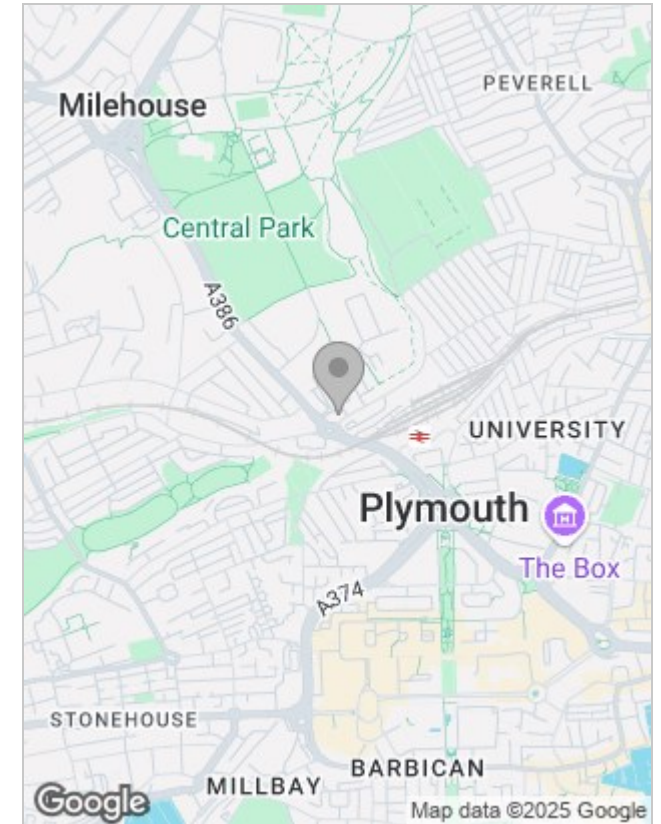 PEVERELL
Milehouse
Central Park
A386
UNIVERSITY
Plymouth
The Box
A374
STONEHOUSE
BARBICAN
MILLBAY
Google
Map data ©2025 Google